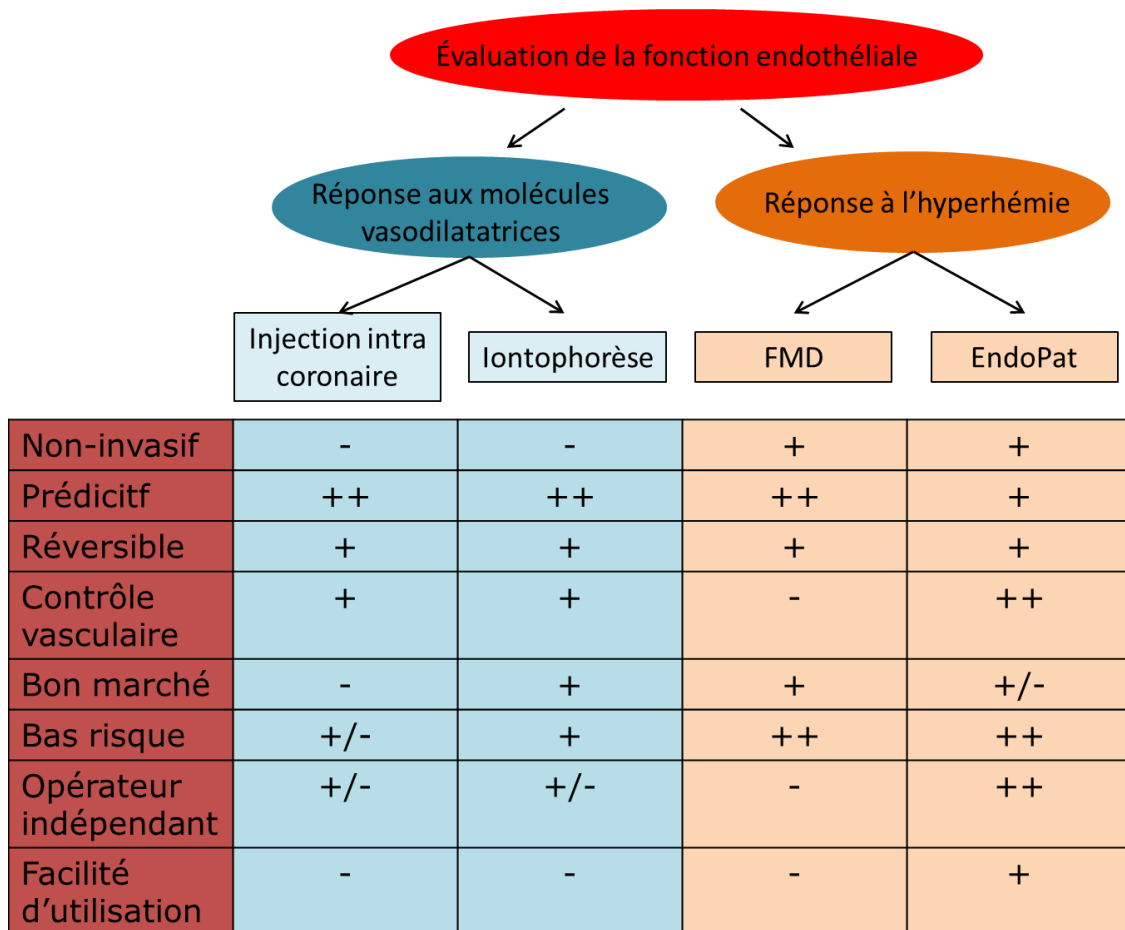 Évaluation de la fonction endothéliale
Réponse aux molécules
vasodilatatrices
Réponse à l'hyperhémie
Injection intra
coronaire
Iontophorèse
FMD
EndoPat
Non-invasif - - + +
Prédicitf ++ ++ ++ +
Réversible + + + +
Contrôle + + - ++
vasculaire
Bon marché - + + +/-
Bas risque +/- + ++ ++
Opérateur +/- +/- - ++
indépendant
Facilité - - - +
d'utilisation